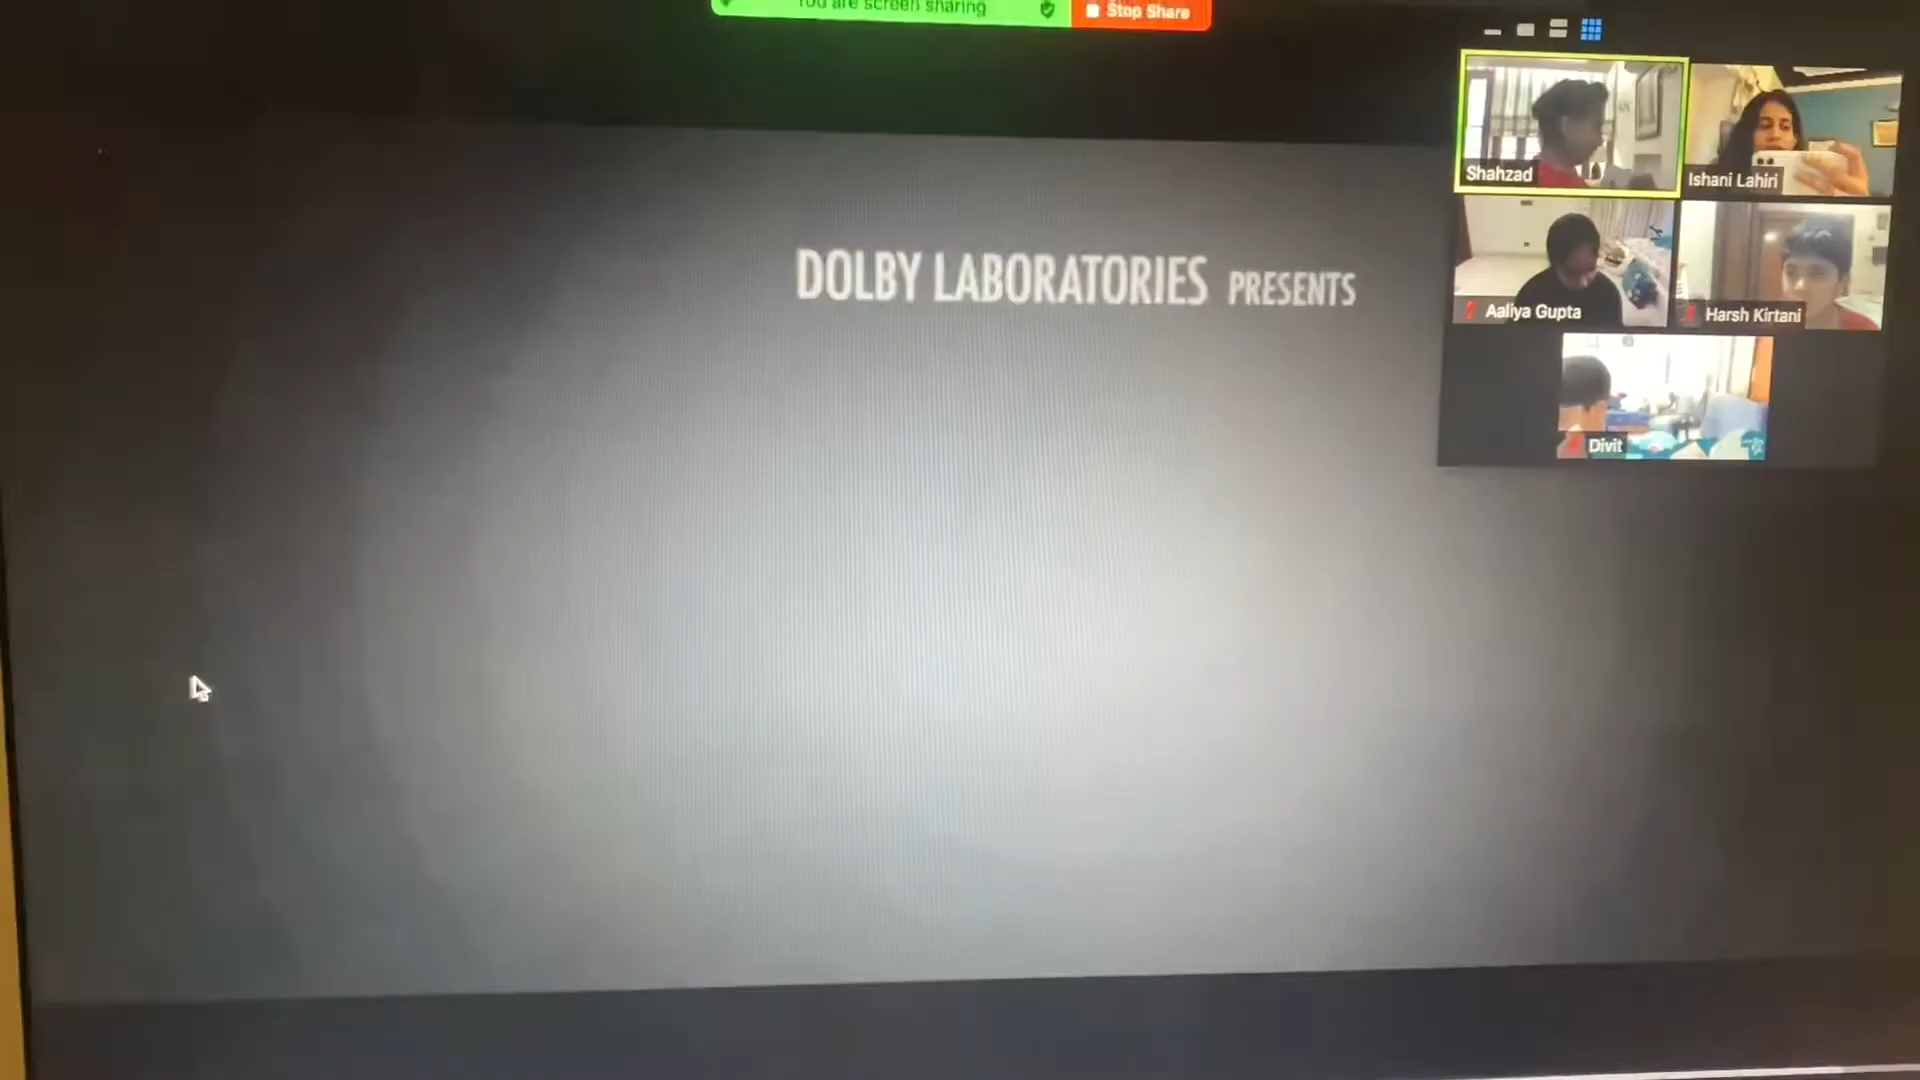 You are screen sharing
Stop Share
DOLBY LABORATORIES PRESENTS
Shahzad
Ishani Lahiri
Aaliya Gupta
Harsh Kirtani
Divit